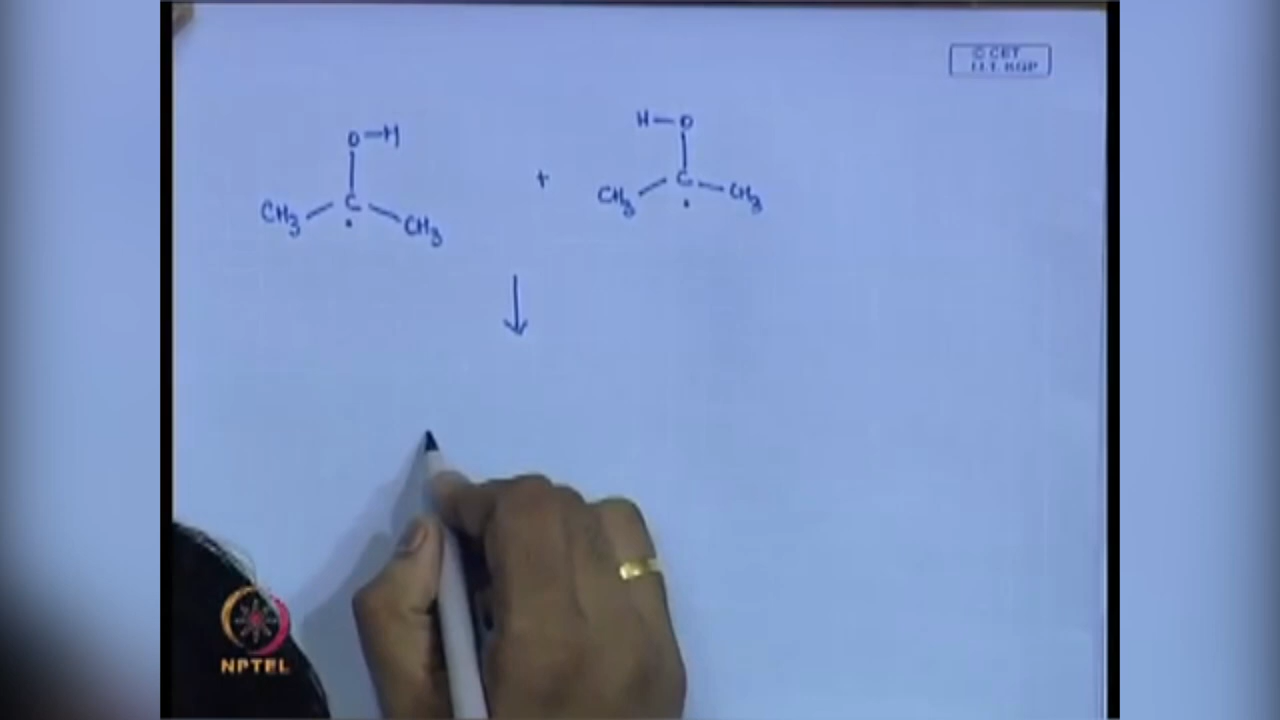 © CET
I.I.T. KGP
O-H H-O
C + C
CH3 CH3 CH3 CH3
NPTEL